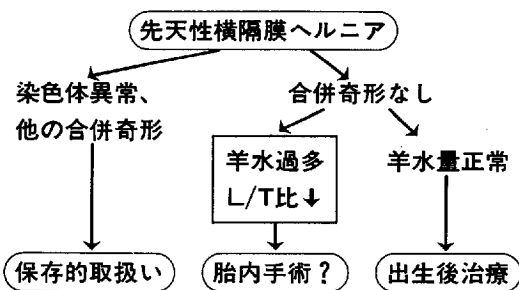 先天性横隔膜ヘルニア
染色体異常、
他の合併奇形
合併奇形なし
羊水過多
L/T比↓
羊水量正常
保存的取扱い
胎内手術?
出生後治療